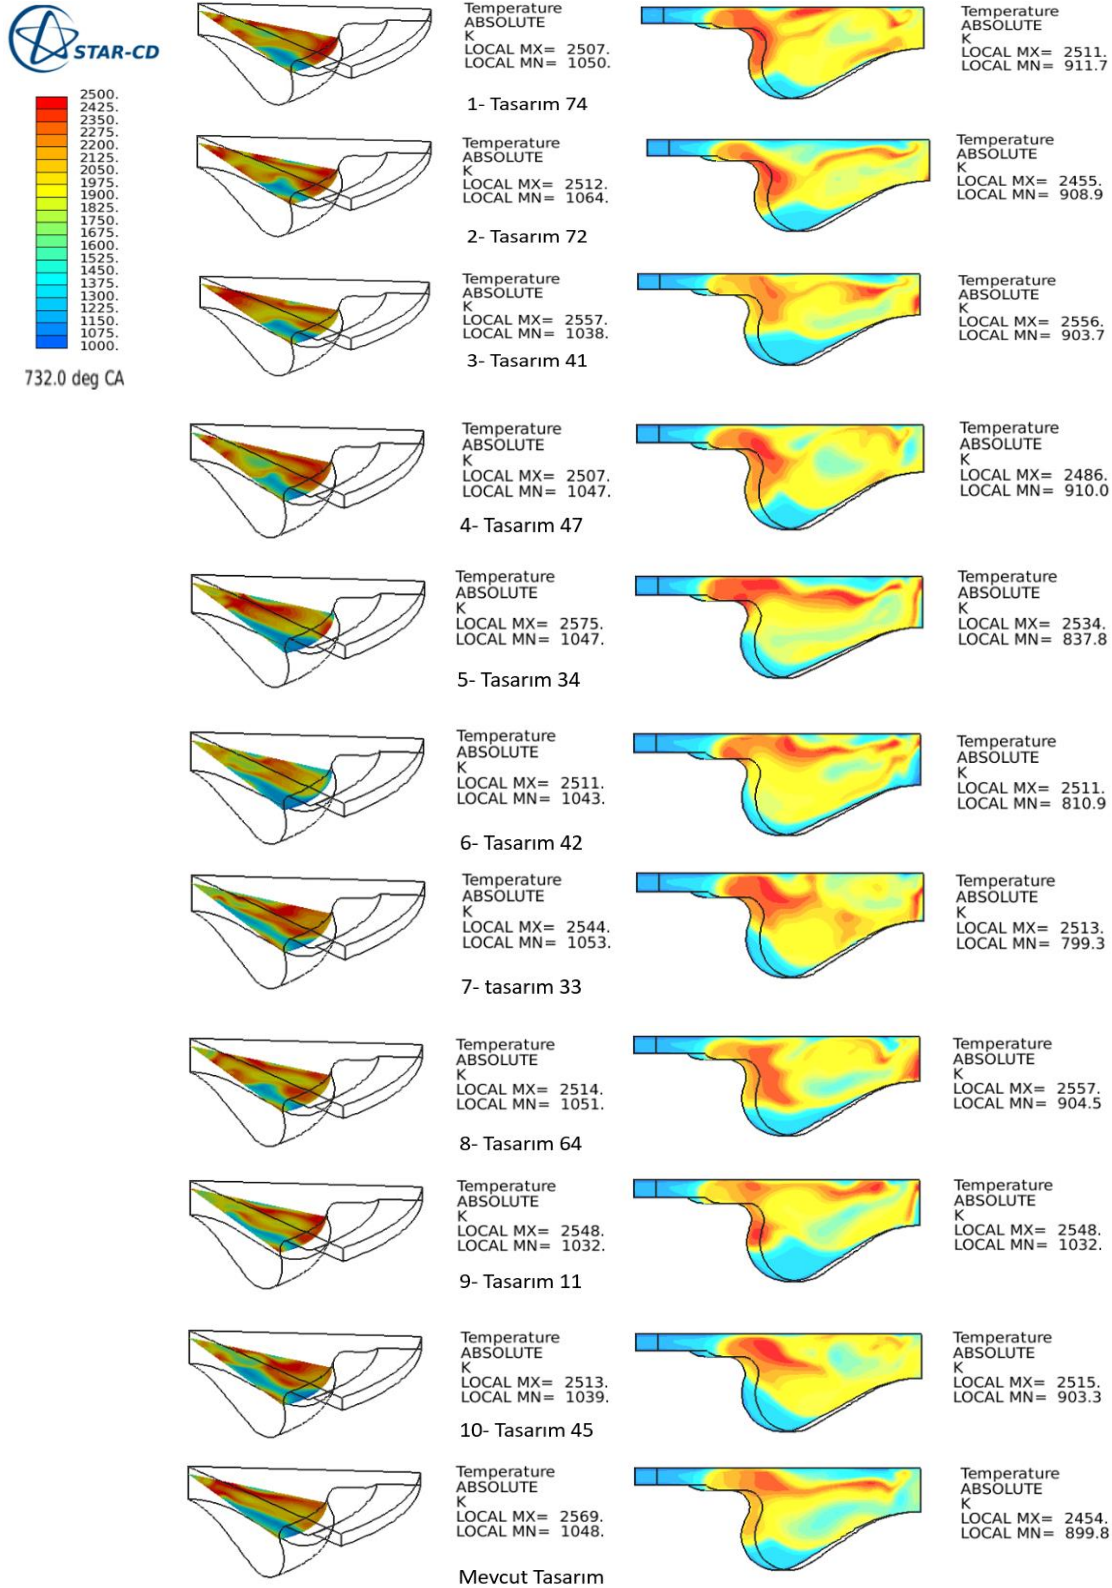 STAR-CD
2500.
2425.
2350.
2275.
2200.
2125.
2050.
1975.
1900.
1825.
1750.
1675.
1600.
1525.
1450.
1375.
1300.
1225.
1150.
1075.
1000.
732.0 deg CA
Temperature
ABSOLUTE
K
LOCAL MX= 2507.
LOCAL MN= 1050.
Temperature
ABSOLUTE
K
LOCAL MX= 2511.
LOCAL MN= 911.7
1- Tasarım 74
Temperature
ABSOLUTE
K
LOCAL MX= 2512.
LOCAL MN= 1064.
Temperature
ABSOLUTE
K
LOCAL MX= 2455.
LOCAL MN= 908.9
2- Tasarım 72
Temperature
ABSOLUTE
K
LOCAL MX= 2557.
LOCAL MN= 1038.
Temperature
ABSOLUTE
K
LOCAL MX= 2556.
LOCAL MN= 903.7
3- Tasarım 41
Temperature
ABSOLUTE
K
LOCAL MX= 2507.
LOCAL MN= 1047.
Temperature
ABSOLUTE
K
LOCAL MX= 2486.
LOCAL MN= 910.0
4- Tasarım 47
Temperature
ABSOLUTE
K
LOCAL MX= 2575.
LOCAL MN= 1047.
Temperature
ABSOLUTE
K
LOCAL MX= 2534.
LOCAL MN= 837.8
5- Tasarım 34
Temperature
ABSOLUTE
K
LOCAL MX= 2511.
LOCAL MN= 1043.
Temperature
ABSOLUTE
K
LOCAL MX= 2511.
LOCAL MN= 810.9
6- Tasarım 42
Temperature
ABSOLUTE
K
LOCAL MX= 2544.
LOCAL MN= 1053.
Temperature
ABSOLUTE
K
LOCAL MX= 2513.
LOCAL MN= 799.3
7- tasarım 33
Temperature
ABSOLUTE
K
LOCAL MX= 2514.
LOCAL MN= 1051.
Temperature
ABSOLUTE
K
LOCAL MX= 2557.
LOCAL MN= 904.5
8- Tasarım 64
Temperature
ABSOLUTE
K
LOCAL MX= 2548.
LOCAL MN= 1032.
Temperature
ABSOLUTE
K
LOCAL MX= 2548.
LOCAL MN= 1032.
9- Tasarım 11
Temperature
ABSOLUTE
K
LOCAL MX= 2513.
LOCAL MN= 1039.
Temperature
ABSOLUTE
K
LOCAL MX= 2515.
LOCAL MN= 903.3
10- Tasarım 45
Temperature
ABSOLUTE
K
LOCAL MX= 2569.
LOCAL MN= 1048.
Temperature
ABSOLUTE
K
LOCAL MX= 2454.
LOCAL MN= 899.8
Mevcut Tasarım